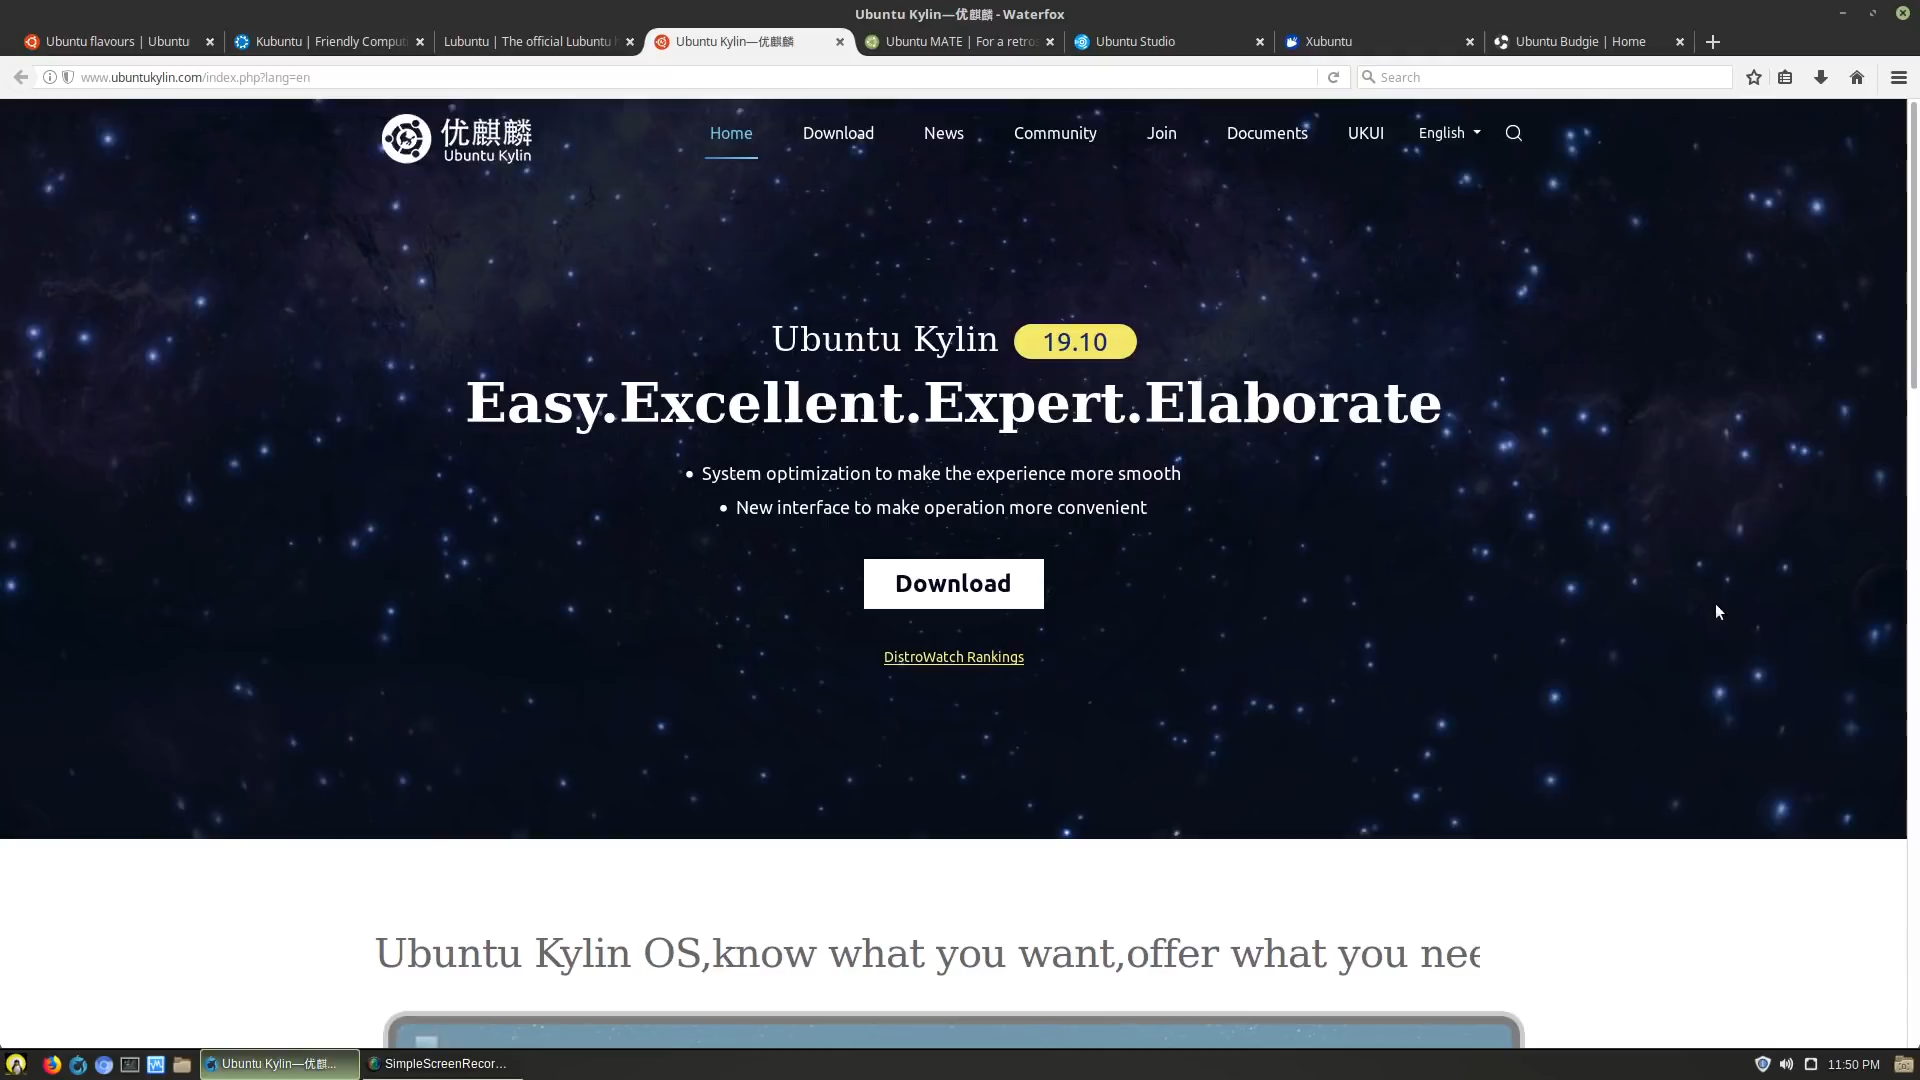 Ubuntu Kylin—优麒麟 - Waterfox
Ubuntu flavours | Ubuntu
Kubuntu | Friendly Comput
Lubuntu | The official Lubuntu
Ubuntu Kylin—优麒麟
Ubuntu MATE | For a retros
Ubuntu Studio
Xubuntu
Ubuntu Budgie | Home
www.ubuntukylin.com/index.php?lang=en
Search
优麒麟
Ubuntu Kylin
Home
Download
News
Community
Join
Documents
UKUI
English
Ubuntu Kylin 19.10
Easy.Excellent.Expert.Elaborate
• System optimization to make the experience more smooth
• New interface to make operation more convenient
Download
DistroWatch Rankings
Ubuntu Kylin OS,know what you want,offer what you nee
Ubuntu Kylin—优麒...
SimpleScreenRecor...
11:50 PM